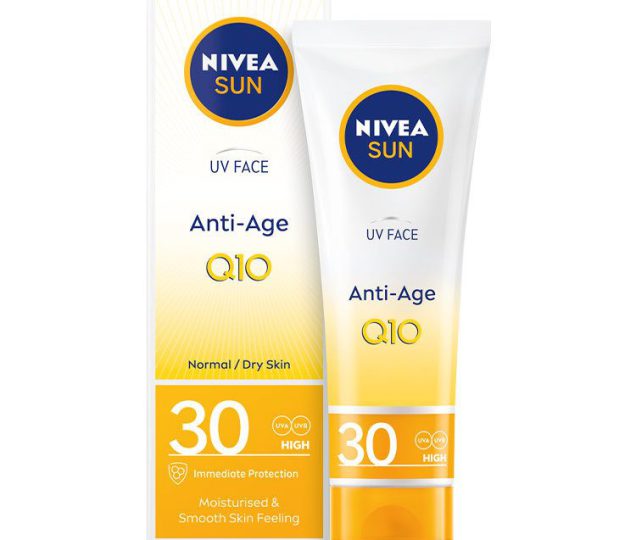 NIVEA
SUN
UV FACE
Anti-Age
Q10
Normal / Dry Skin
30
UVA UVB
HIGH
Immediate Protection
Moisturised &
Smooth Skin Feeling
NIVEA
SUN
UV FACE
Anti-Age
Q10
30
UVA UVB
HIGH